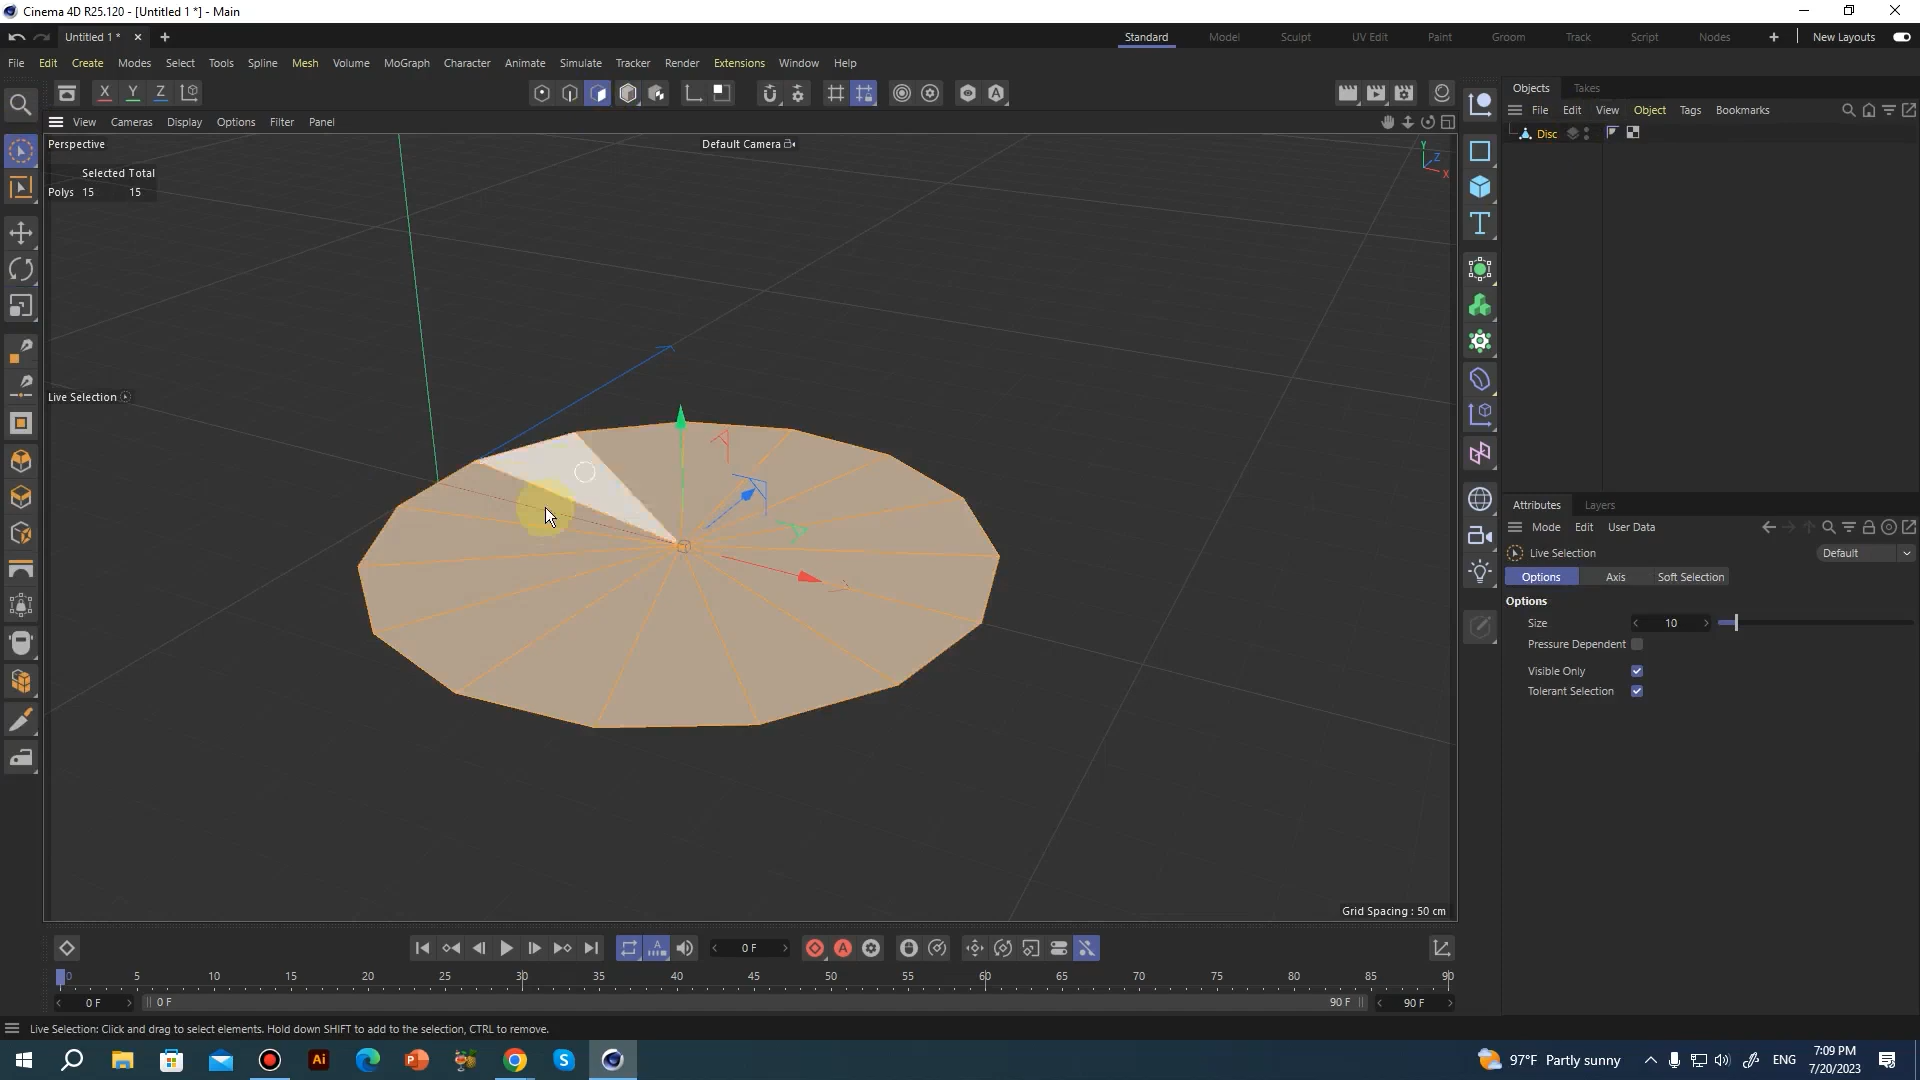 Cinema 4D R25.120 - [Untitled 1 *] - Main
Untitled 1 *
Standard Model Sculpt UV Edit Paint Groom Track Script Nodes New Layouts
File Edit Create Modes Select Tools Spline Mesh Volume MoGraph Character Animate Simulate Tracker Render Extensions Window Help
X Y Z
View Cameras Display Options Filter Panel
Perspective
Default Camera
Y
Z
X
Selected Total
Polys 15 15
Live Selection
Grid Spacing : 50 cm
Objects Takes
File Edit View Object Tags Bookmarks
Disc
Attributes Layers
Mode Edit User Data
Live Selection Default
Options Axis Soft Selection
Options
Size 10
Pressure Dependent
Visible Only
Tolerant Selection
0 F
0 5 10 15 20 25 30 35 40 45 50 55 60 65 70 75 80 85 90
0 F 0 F 90 F 90 F
Live Selection: Click and drag to select elements. Hold down SHIFT to add to the selection, CTRL to remove.
97°F Partly sunny ENG
7:09 PM
7/20/2023